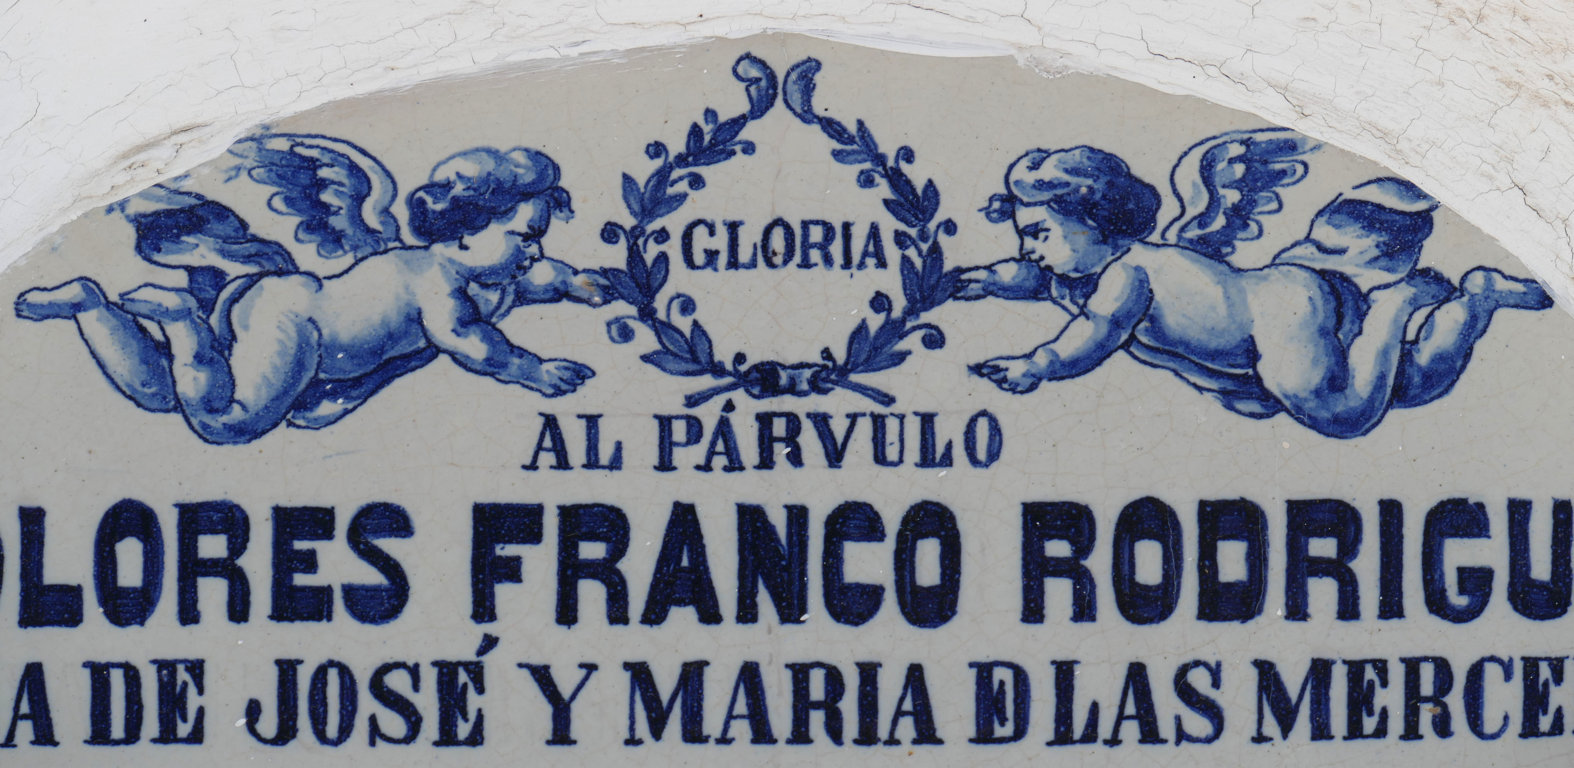 GLORIA
AL PÁRVULO
OLORES FRANCO RODRIGU
A DE JOSÉ Y MARIA D LAS MERCE